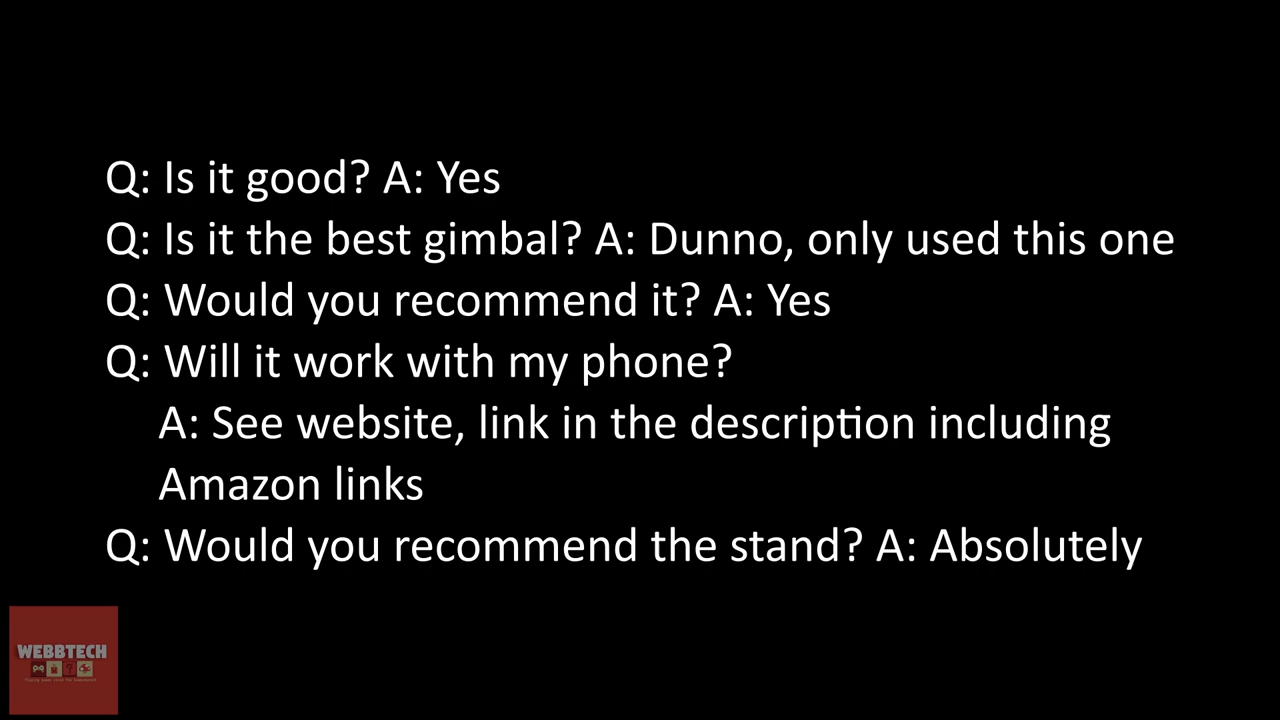 Q: Is it good? A: Yes
Q: Is it the best gimbal? A: Dunno, only used this one
Q: Would you recommend it? A: Yes
Q: Will it work with my phone?
A: See website, link in the description including
Amazon links
Q: Would you recommend the stand? A: Absolutely
WEBBTECH